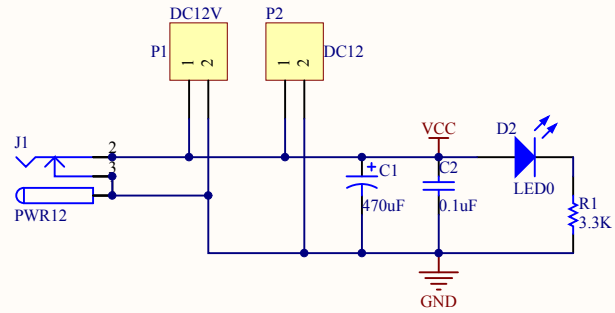 DC12V
P2
P1
DC12
1
2
1
2
J1
2
3
VCC
D2
C1
C2
LED0
R1
PWR12
470uF
0.1uF
3.3K
GND